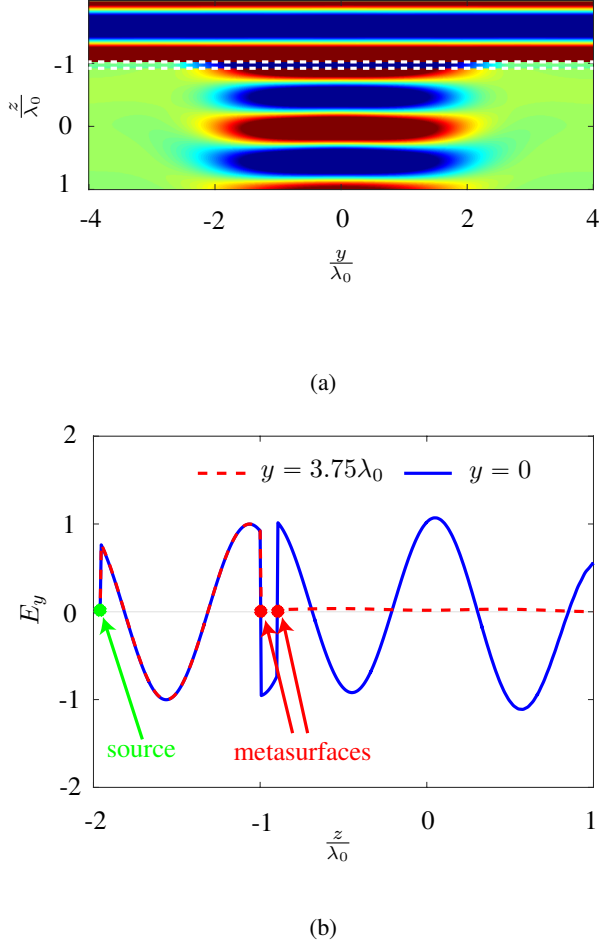 -1
0
1
z/λ₀
-4
-2
0
2
4
y/λ₀
(a)
2
1
0
-1
-2
E_y
y = 3.75λ₀
y = 0
source
metasurfaces
-2
-1
0
1
z/λ₀
(b)